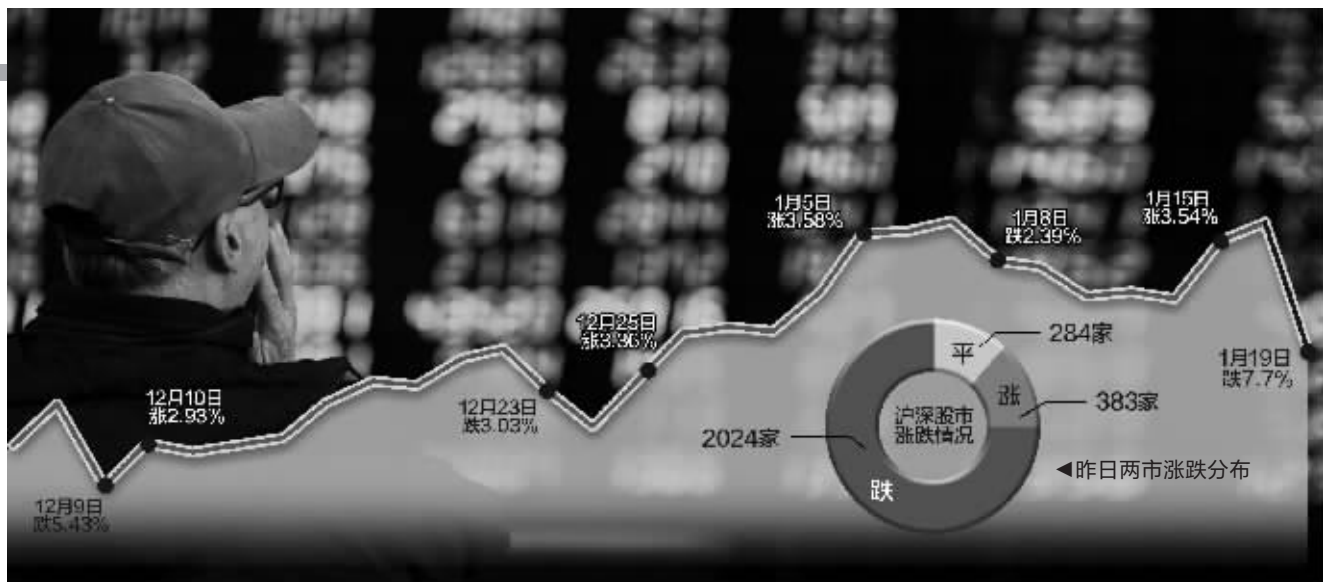 12月9日
跌5.43%
12月10日
涨2.93%
12月23日
跌3.03%
12月25日
涨3.36%
1月5日
涨3.58%
1月8日
跌2.39%
1月15日
涨3.54%
1月19日
跌7.7%
平
284家
涨
383家
2024家
跌
沪深股市
涨跌情况
◀昨日两市涨跌分布